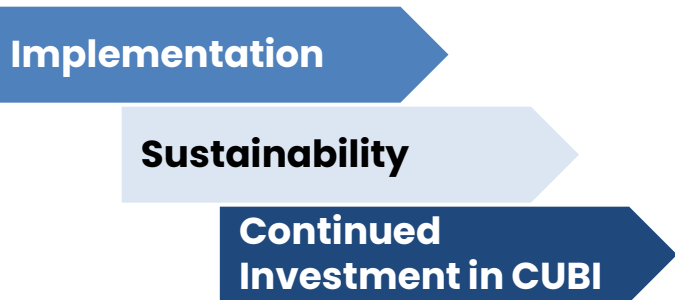 Implementation
Sustainability
Continued
Investment in CUBI